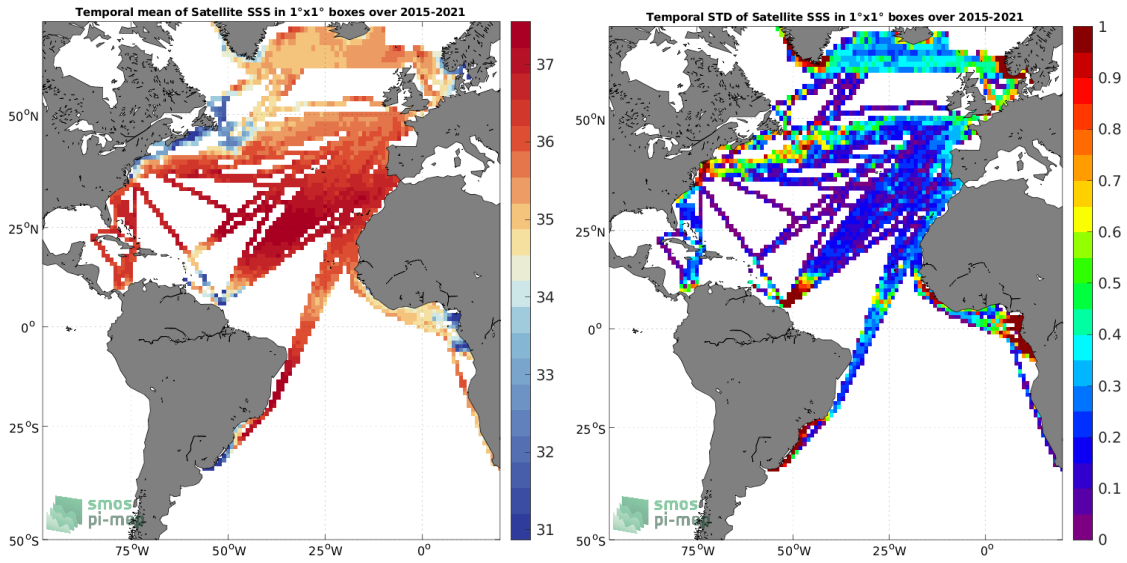 Temporal mean of Satellite SSS in 1°x1° boxes over 2015-2021
50°N
25°N
0°
25°S
50°S
75°W
50°W
25°W
0°
37
36
35
34
33
32
31
smos
pi-mep
Temporal STD of Satellite SSS in 1°x1° boxes over 2015-2021
50°N
25°N
0°
25°S
50°S
75°W
50°W
25°W
0°
1
0.9
0.8
0.7
0.6
0.5
0.4
0.3
0.2
0.1
0
smos
pi-mep